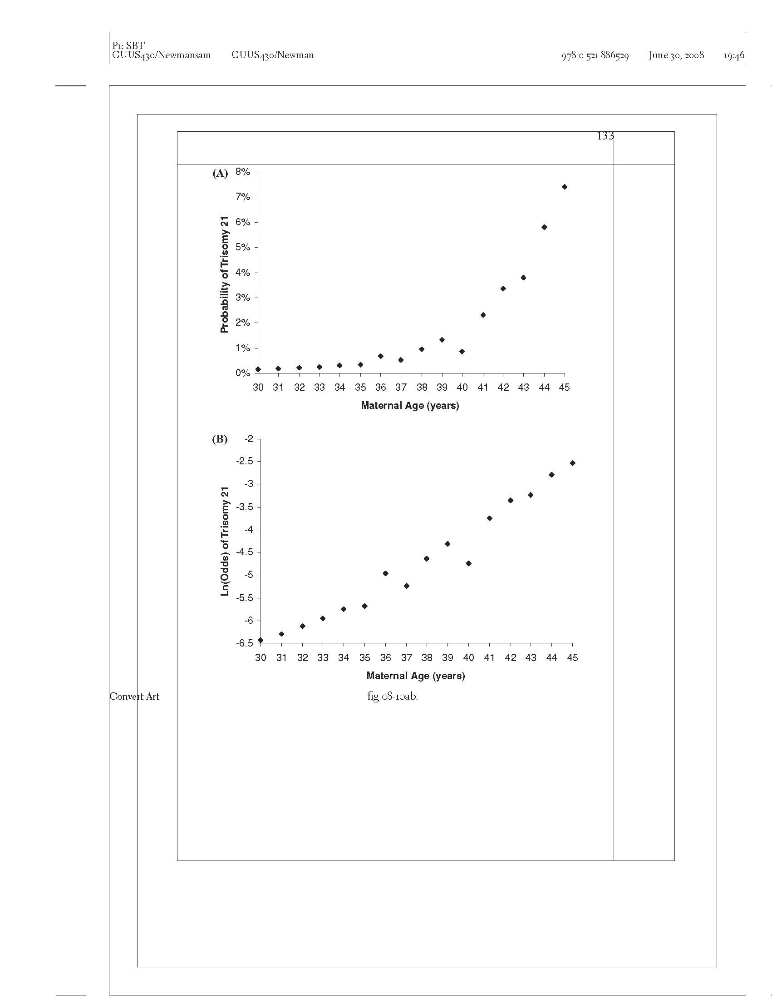 P1: SBT
CUUS430/Newmansam CUUS430/Newman 978 0 521 886529 June 30, 2008 19:46
133
(A)
8%
7%
6%
5%
4%
3%
2%
1%
0%
Probability of Trisomy 21
30 31 32 33 34 35 36 37 38 39 40 41 42 43 44 45
Maternal Age (years)
(B)
-2
-2.5
-3
-3.5
-4
-4.5
-5
-5.5
-6
-6.5
Ln(Odds) of Trisomy 21
30 31 32 33 34 35 36 37 38 39 40 41 42 43 44 45
Maternal Age (years)
Convert Art fig 08-10ab.